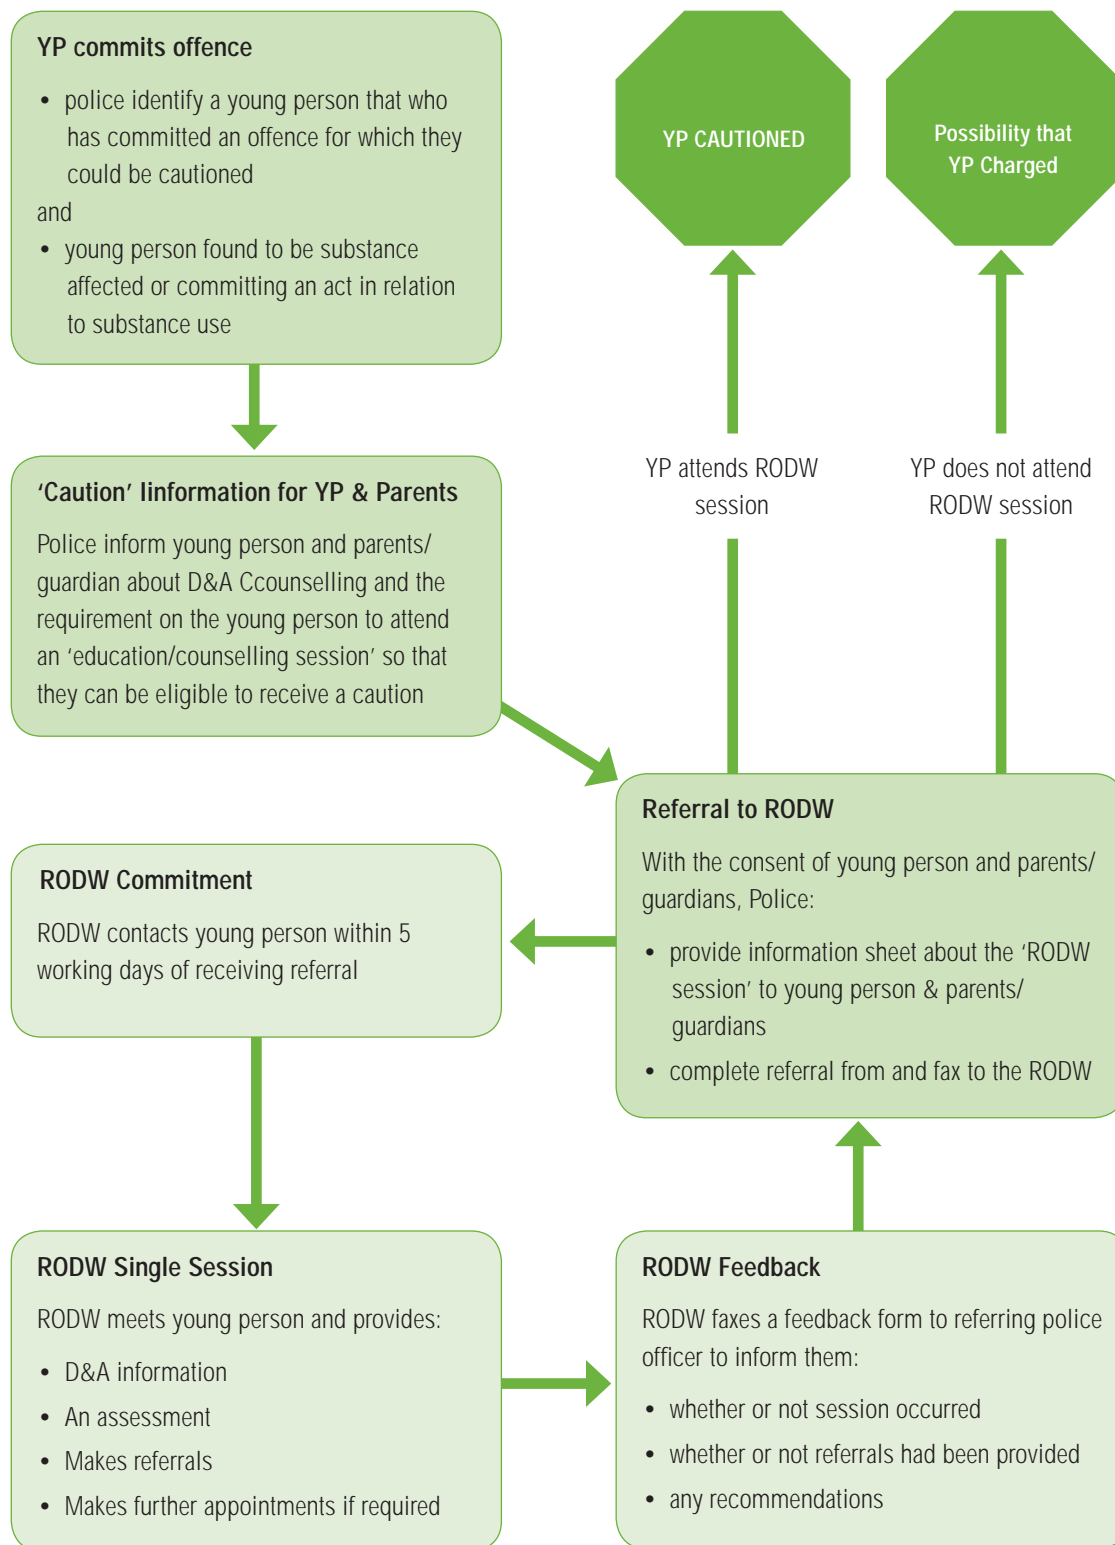 YP commits offence
• police identify a young person that who
has committed an offence for which they
could be cautioned
and
• young person found to be substance
affected or committing an act in relation
to substance use
YP CAUTIONED
Possibility that
YP Charged
‘Caution’ Iinformation for YP & Parents
Police inform young person and parents/
guardian about D&A Ccounselling and the
requirement on the young person to attend
an ‘education/counselling session’ so that
they can be eligible to receive a caution
YP attends RODW
session
YP does not attend
RODW session
Referral to RODW
With the consent of young person and parents/
guardians, Police:
• provide information sheet about the ‘RODW
session’ to young person & parents/
guardians
• complete referral from and fax to the RODW
RODW Commitment
RODW contacts young person within 5
working days of receiving referral
RODW Single Session
RODW meets young person and provides:
• D&A information
• An assessment
• Makes referrals
• Makes further appointments if required
RODW Feedback
RODW faxes a feedback form to referring police
officer to inform them:
• whether or not session occurred
• whether or not referrals had been provided
• any recommendations